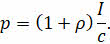 p = (1 + ρ) I/c.